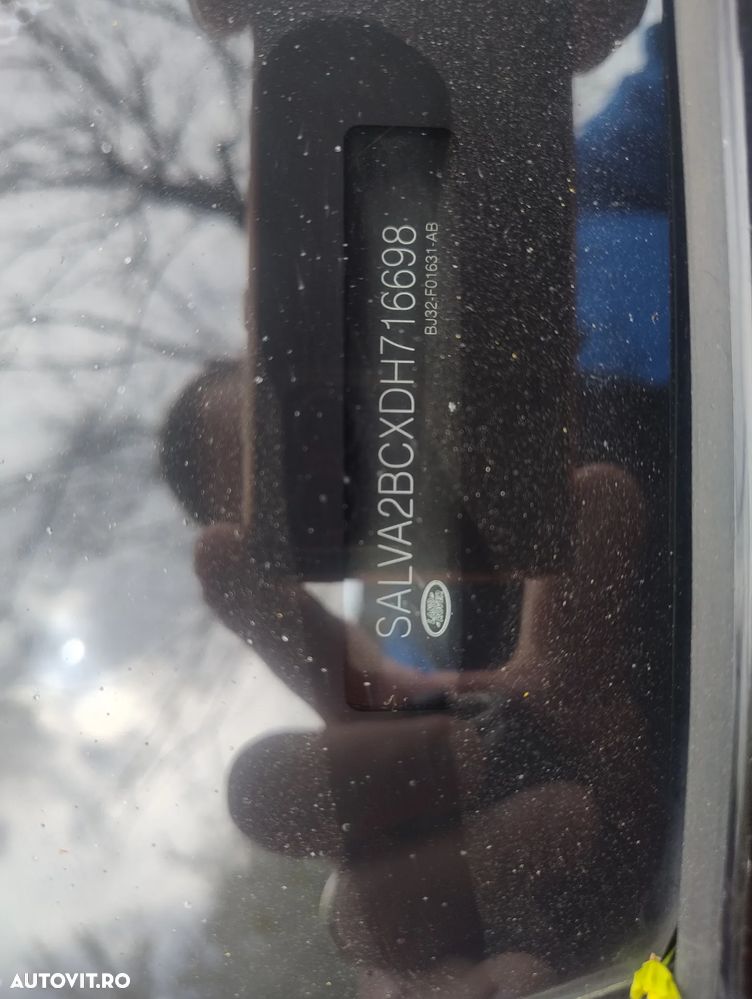 SALVA2BCXDH716698
BJ32-F01631-AB
LAND
ROVER
AUTOVIT.RO